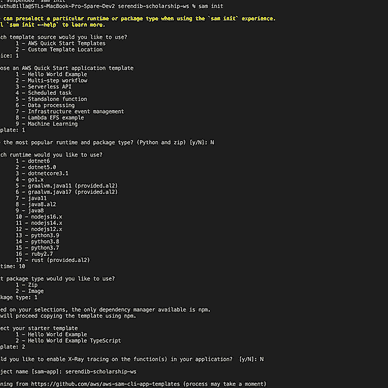 uthuBilla@STLs-MacBook-Pro-Spare-Dev2 serendib-scholarship-ws % sam init
can preselect a particular runtime or package type when using the `sam init` experience.
`sam init --help` to learn more.
ch template source would you like to use?
1 - AWS Quick Start Templates
2 - Custom Template Location
oice: 1
ose an AWS Quick Start application template
1 - Hello World Example
2 - Multi-step workflow
3 - Serverless API
4 - Scheduled task
5 - Standalone function
6 - Data processing
7 - Infrastructure event management
8 - Lambda EFS example
9 - Machine Learning
plate: 1
the most popular runtime and package type? (Python and zip) [y/N]: N
ch runtime would you like to use?
1 - dotnet6
2 - dotnet5.0
3 - dotnetcore3.1
4 - go1.x
5 - graalvm.java11 (provided.al2)
6 - graalvm.java17 (provided.al2)
7 - java11
8 - java8.al2
9 - java8
10 - nodejs16.x
11 - nodejs14.x
12 - nodejs12.x
13 - python3.9
14 - python3.8
15 - python3.7
16 - ruby2.7
17 - rust (provided.al2)
time: 10
t package type would you like to use?
1 - Zip
2 - Image
kage type: 1
ed on your selections, the only dependency manager available is npm.
will proceed copying the template using npm.
ect your starter template
1 - Hello World Example
2 - Hello World Example TypeScript
plate: 2
ld you like to enable X-Ray tracing on the function(s) in your application?  [y/N]: N
ject name [sam-app]: serendib-scholarship-ws
ning from https://github.com/aws/aws-sam-cli-app-templates (process may take a moment)